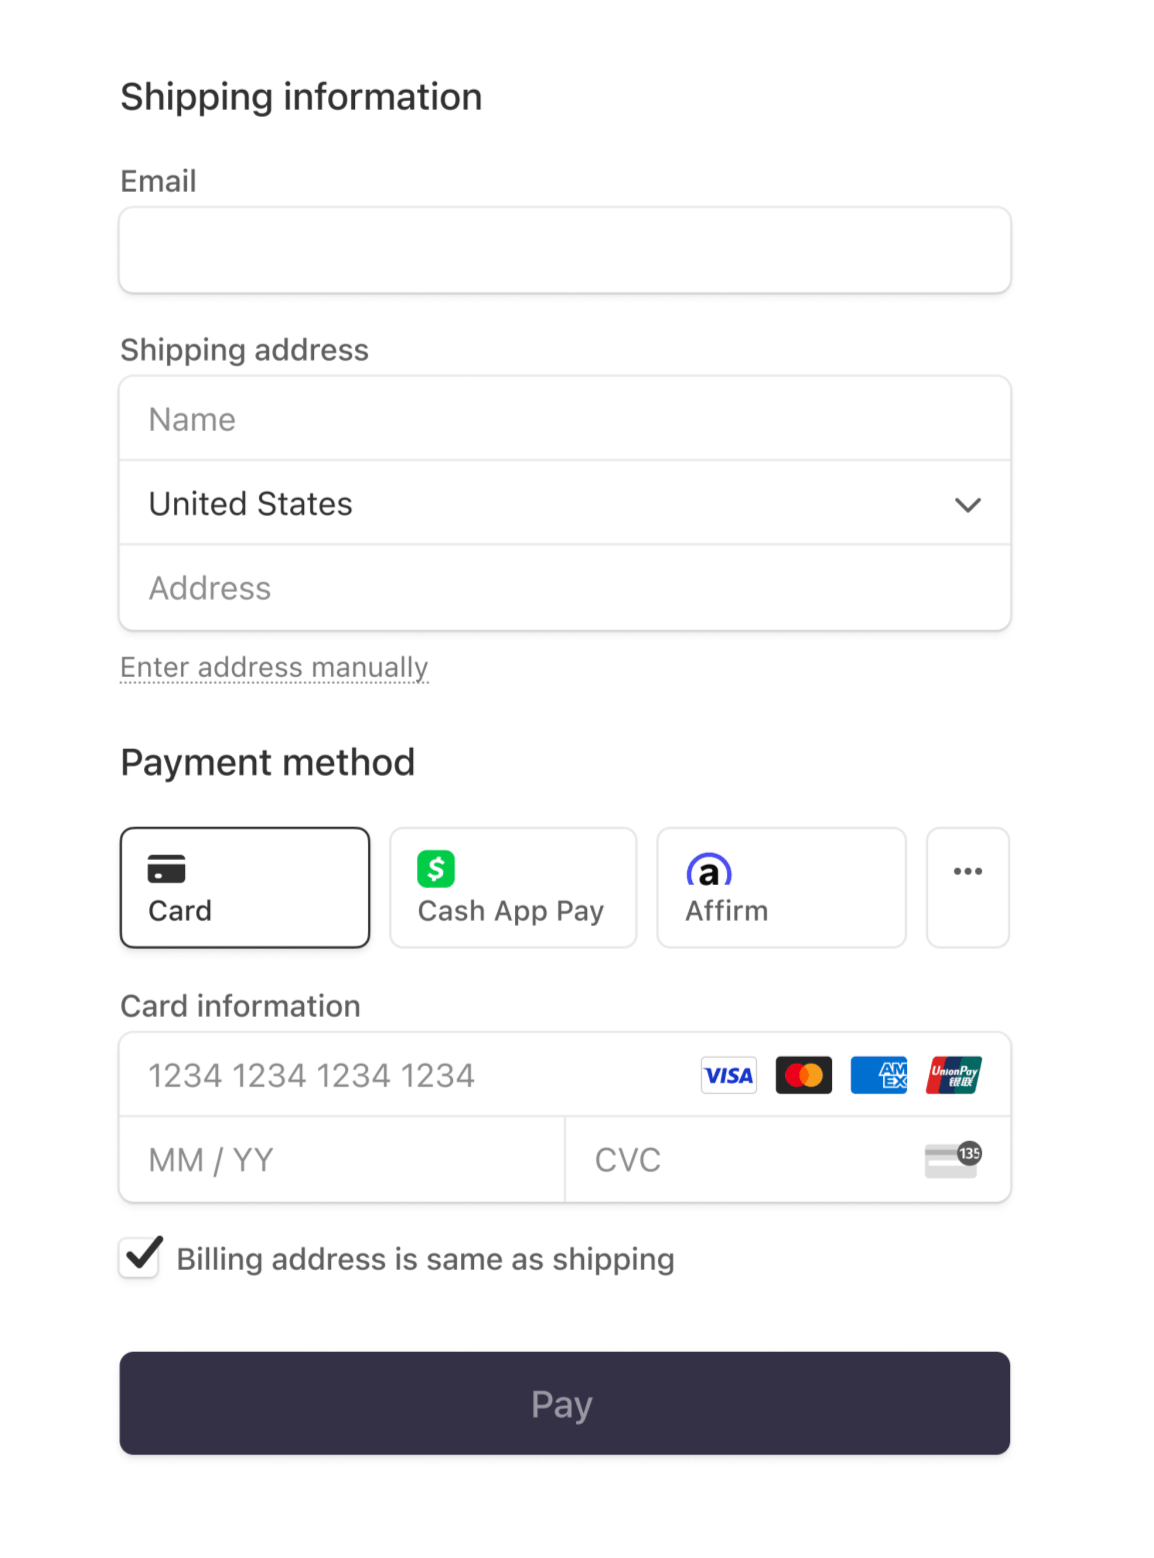 Shipping information
Email
Shipping address
Name
United States
Address
Enter address manually
Payment method
Card
Cash App Pay
a
Affirm
Card information
1234 1234 1234 1234
VISA
AM
EX
UnionPay
银联
MM / YY
CVC
135
Billing address is same as shipping
Pay